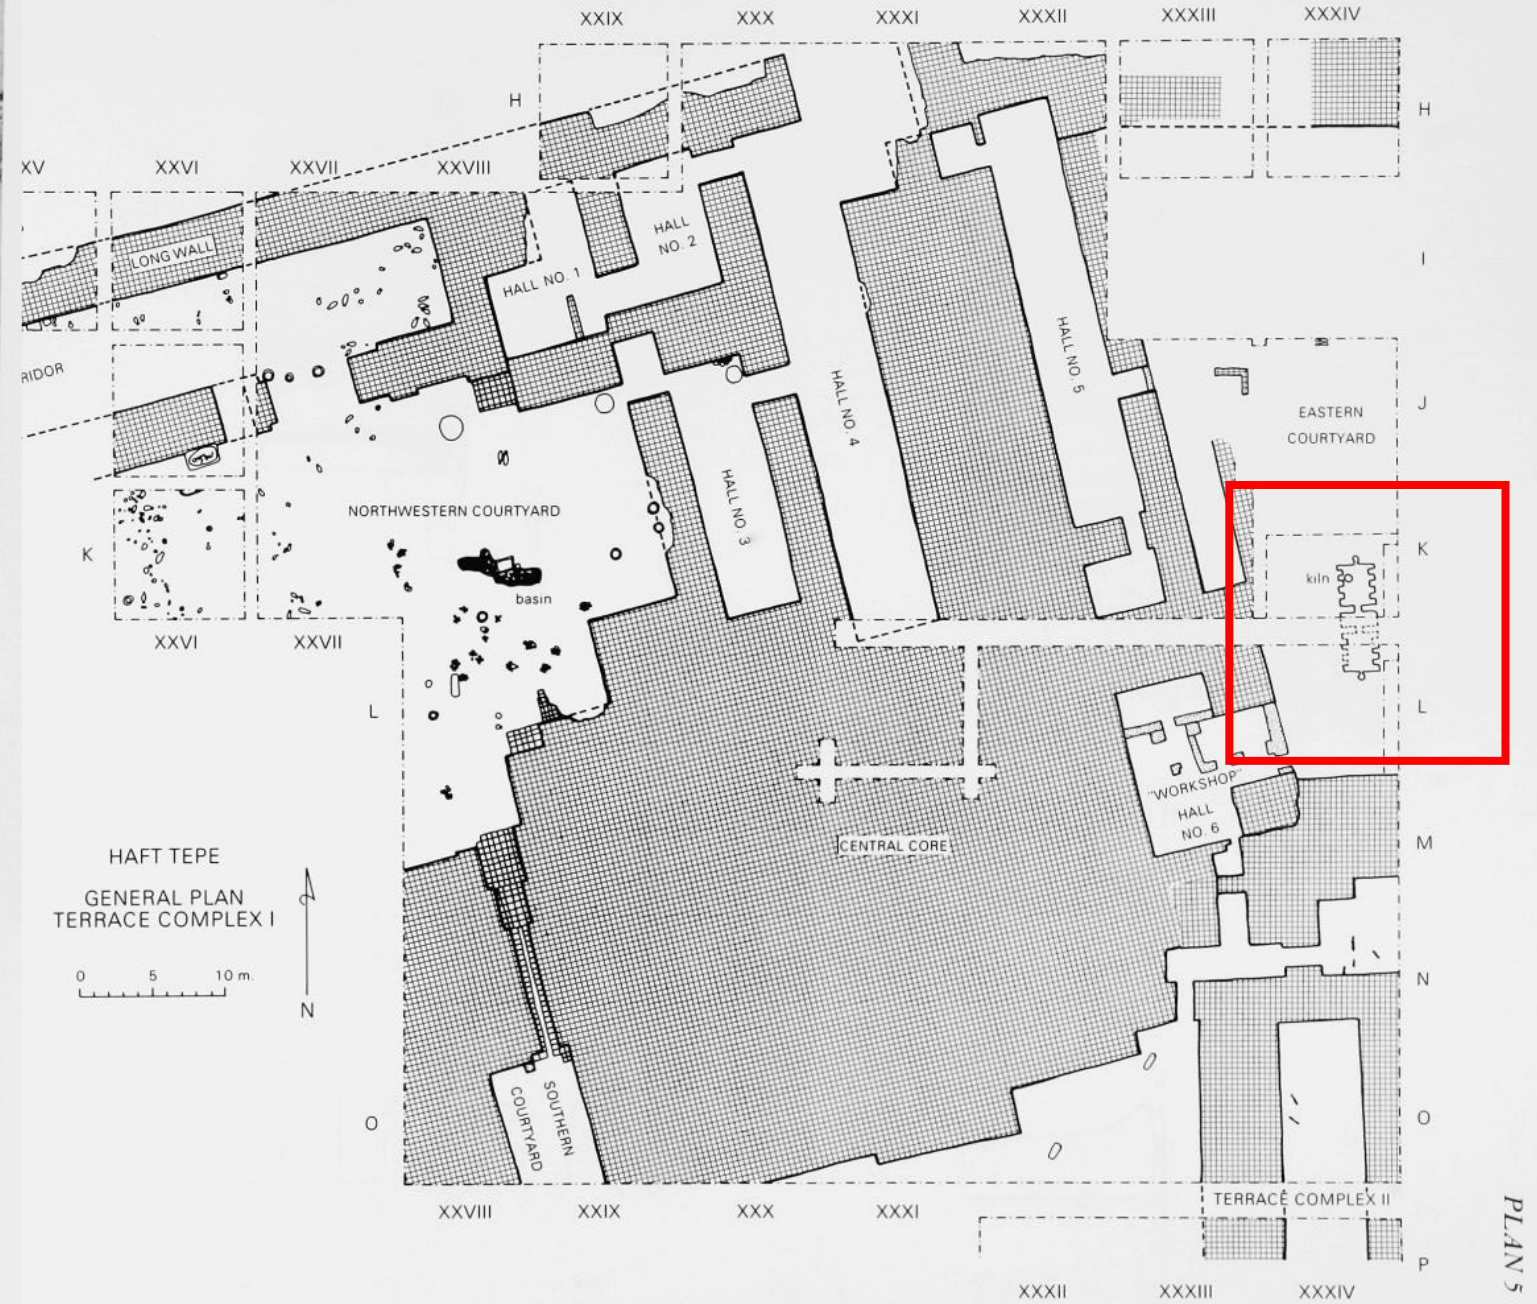 XXIX XXX XXXI XXXII XXXIII XXXIV
H H
XV XXVI XXVII XXVIII
LONG WALL
HALL
NO. 2
I
HALL NO. 1
RIDOR
HALL NO. 5
HALL NO. 4
J
EASTERN
COURTYARD
HALL NO. 3
NORTHWESTERN COURTYARD
K K
kiln
basin
XXVI XXVII
L L
"WORKSHOP"
HALL
NO. 6
CENTRAL CORE
M
HAFT TEPE
GENERAL PLAN
TERRACE COMPLEX I
0 5 10 m.
N
N
SOUTHERN
COURTYARD
O O
TERRACE COMPLEX II
XXVIII XXIX XXX XXXI
P
XXXII XXXIII XXXIV
PLAN 5